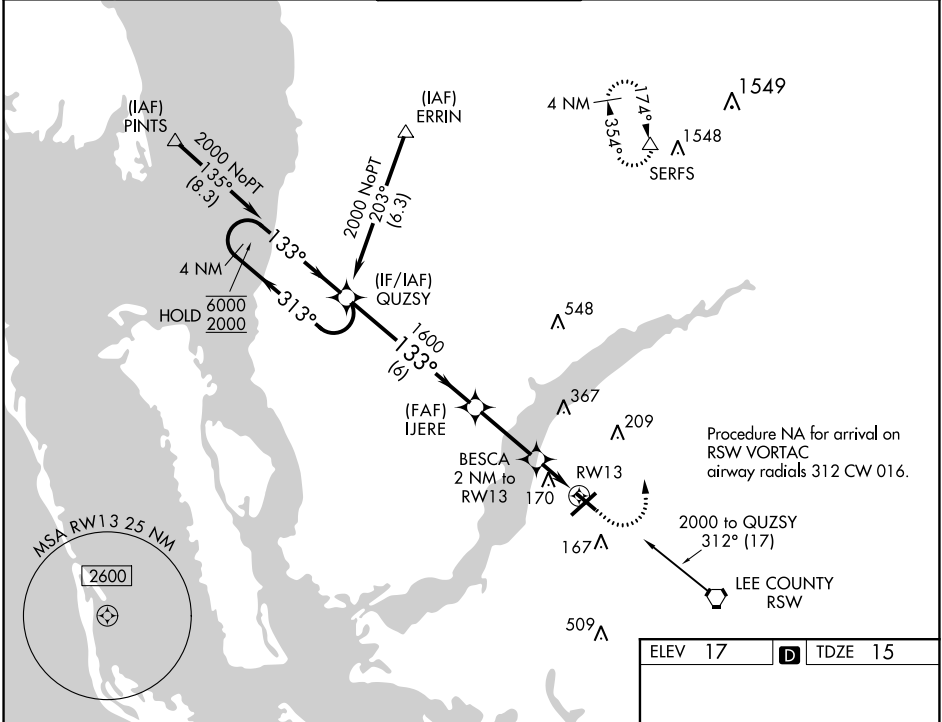 (IAF)
PINTS
2000 NoPT
135°
(8.3)
(IAF)
ERRIN
2000 NoPT
203°
(6.3)
4 NM
174°
354°
SERFS
1549
1548
133°
4 NM
313°
HOLD
6000
2000
(IF/IAF)
QUZSY
1600
133°
(6)
548
(FAF)
IJERE
367
209
BESCA
2 NM to
RW13
170
RW13
Procedure NA for arrival on
RSW VORTAC
airway radials 312 CW 016.
167
2000 to QUZSY
312° (17)
LEE COUNTY
RSW
509
MSA RW13 25 NM
2600
ELEV 17
D
TDZE 15